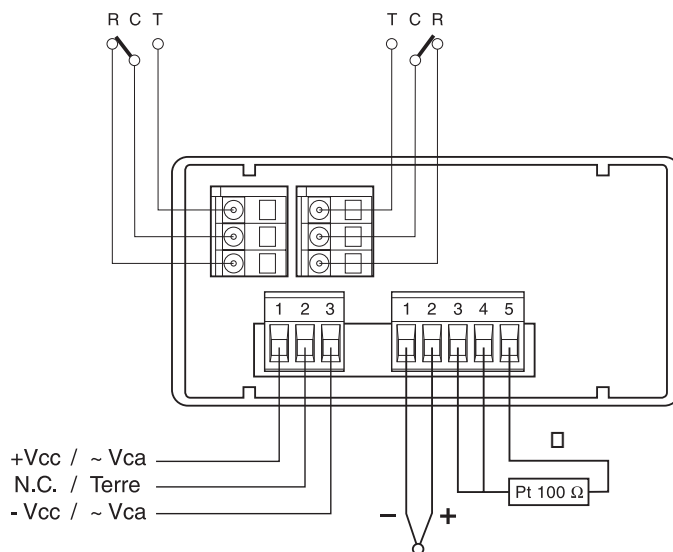 R C T
T C R
1 2 3
1 2 3 4 5
+Vcc / ~ Vca
N.C. / Terre
- Vcc / ~ Vca
Pt 100 Ω
− +